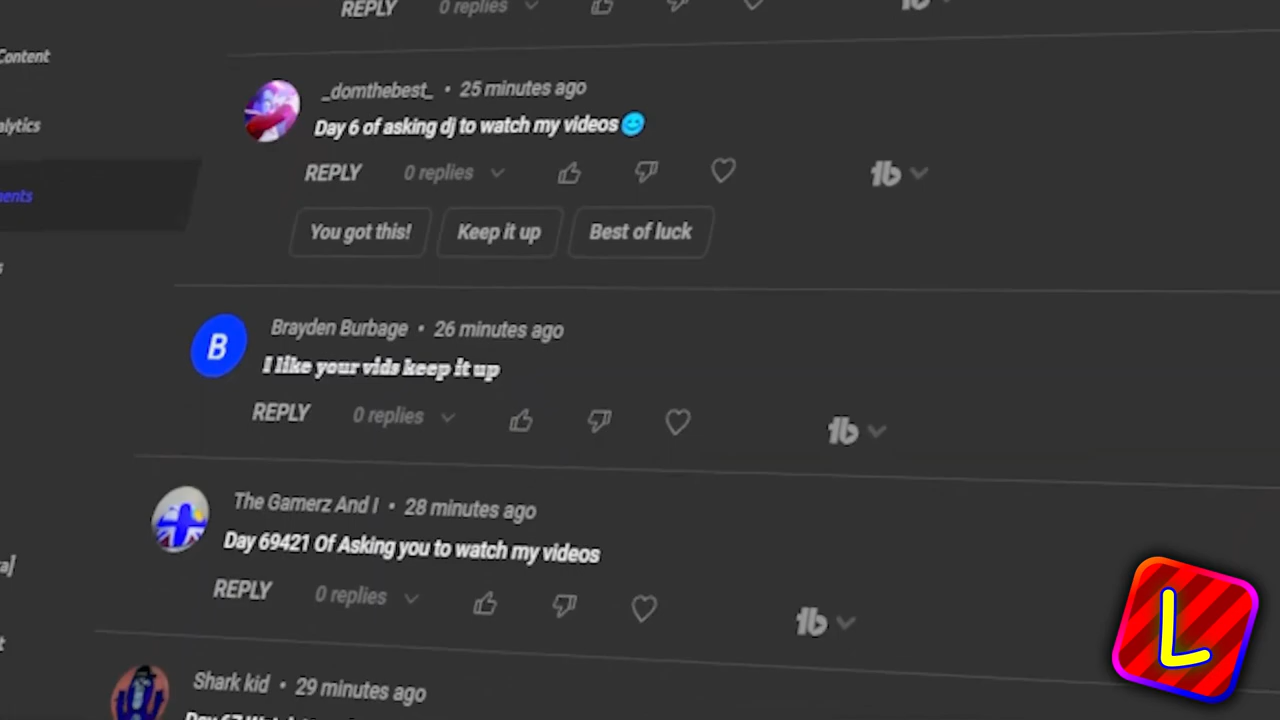 REPLY 0 replies
Content
_domthebest_ • 25 minutes ago
Day 6 of asking dj to watch my videos
REPLY 0 replies
You got this! Keep it up Best of luck
Brayden Burbage • 26 minutes ago
B
I like your vids keep it up
REPLY 0 replies
The Gamerz And I • 28 minutes ago
Day 69421 Of Asking you to watch my videos
REPLY 0 replies
Shark kid • 29 minutes ago
L